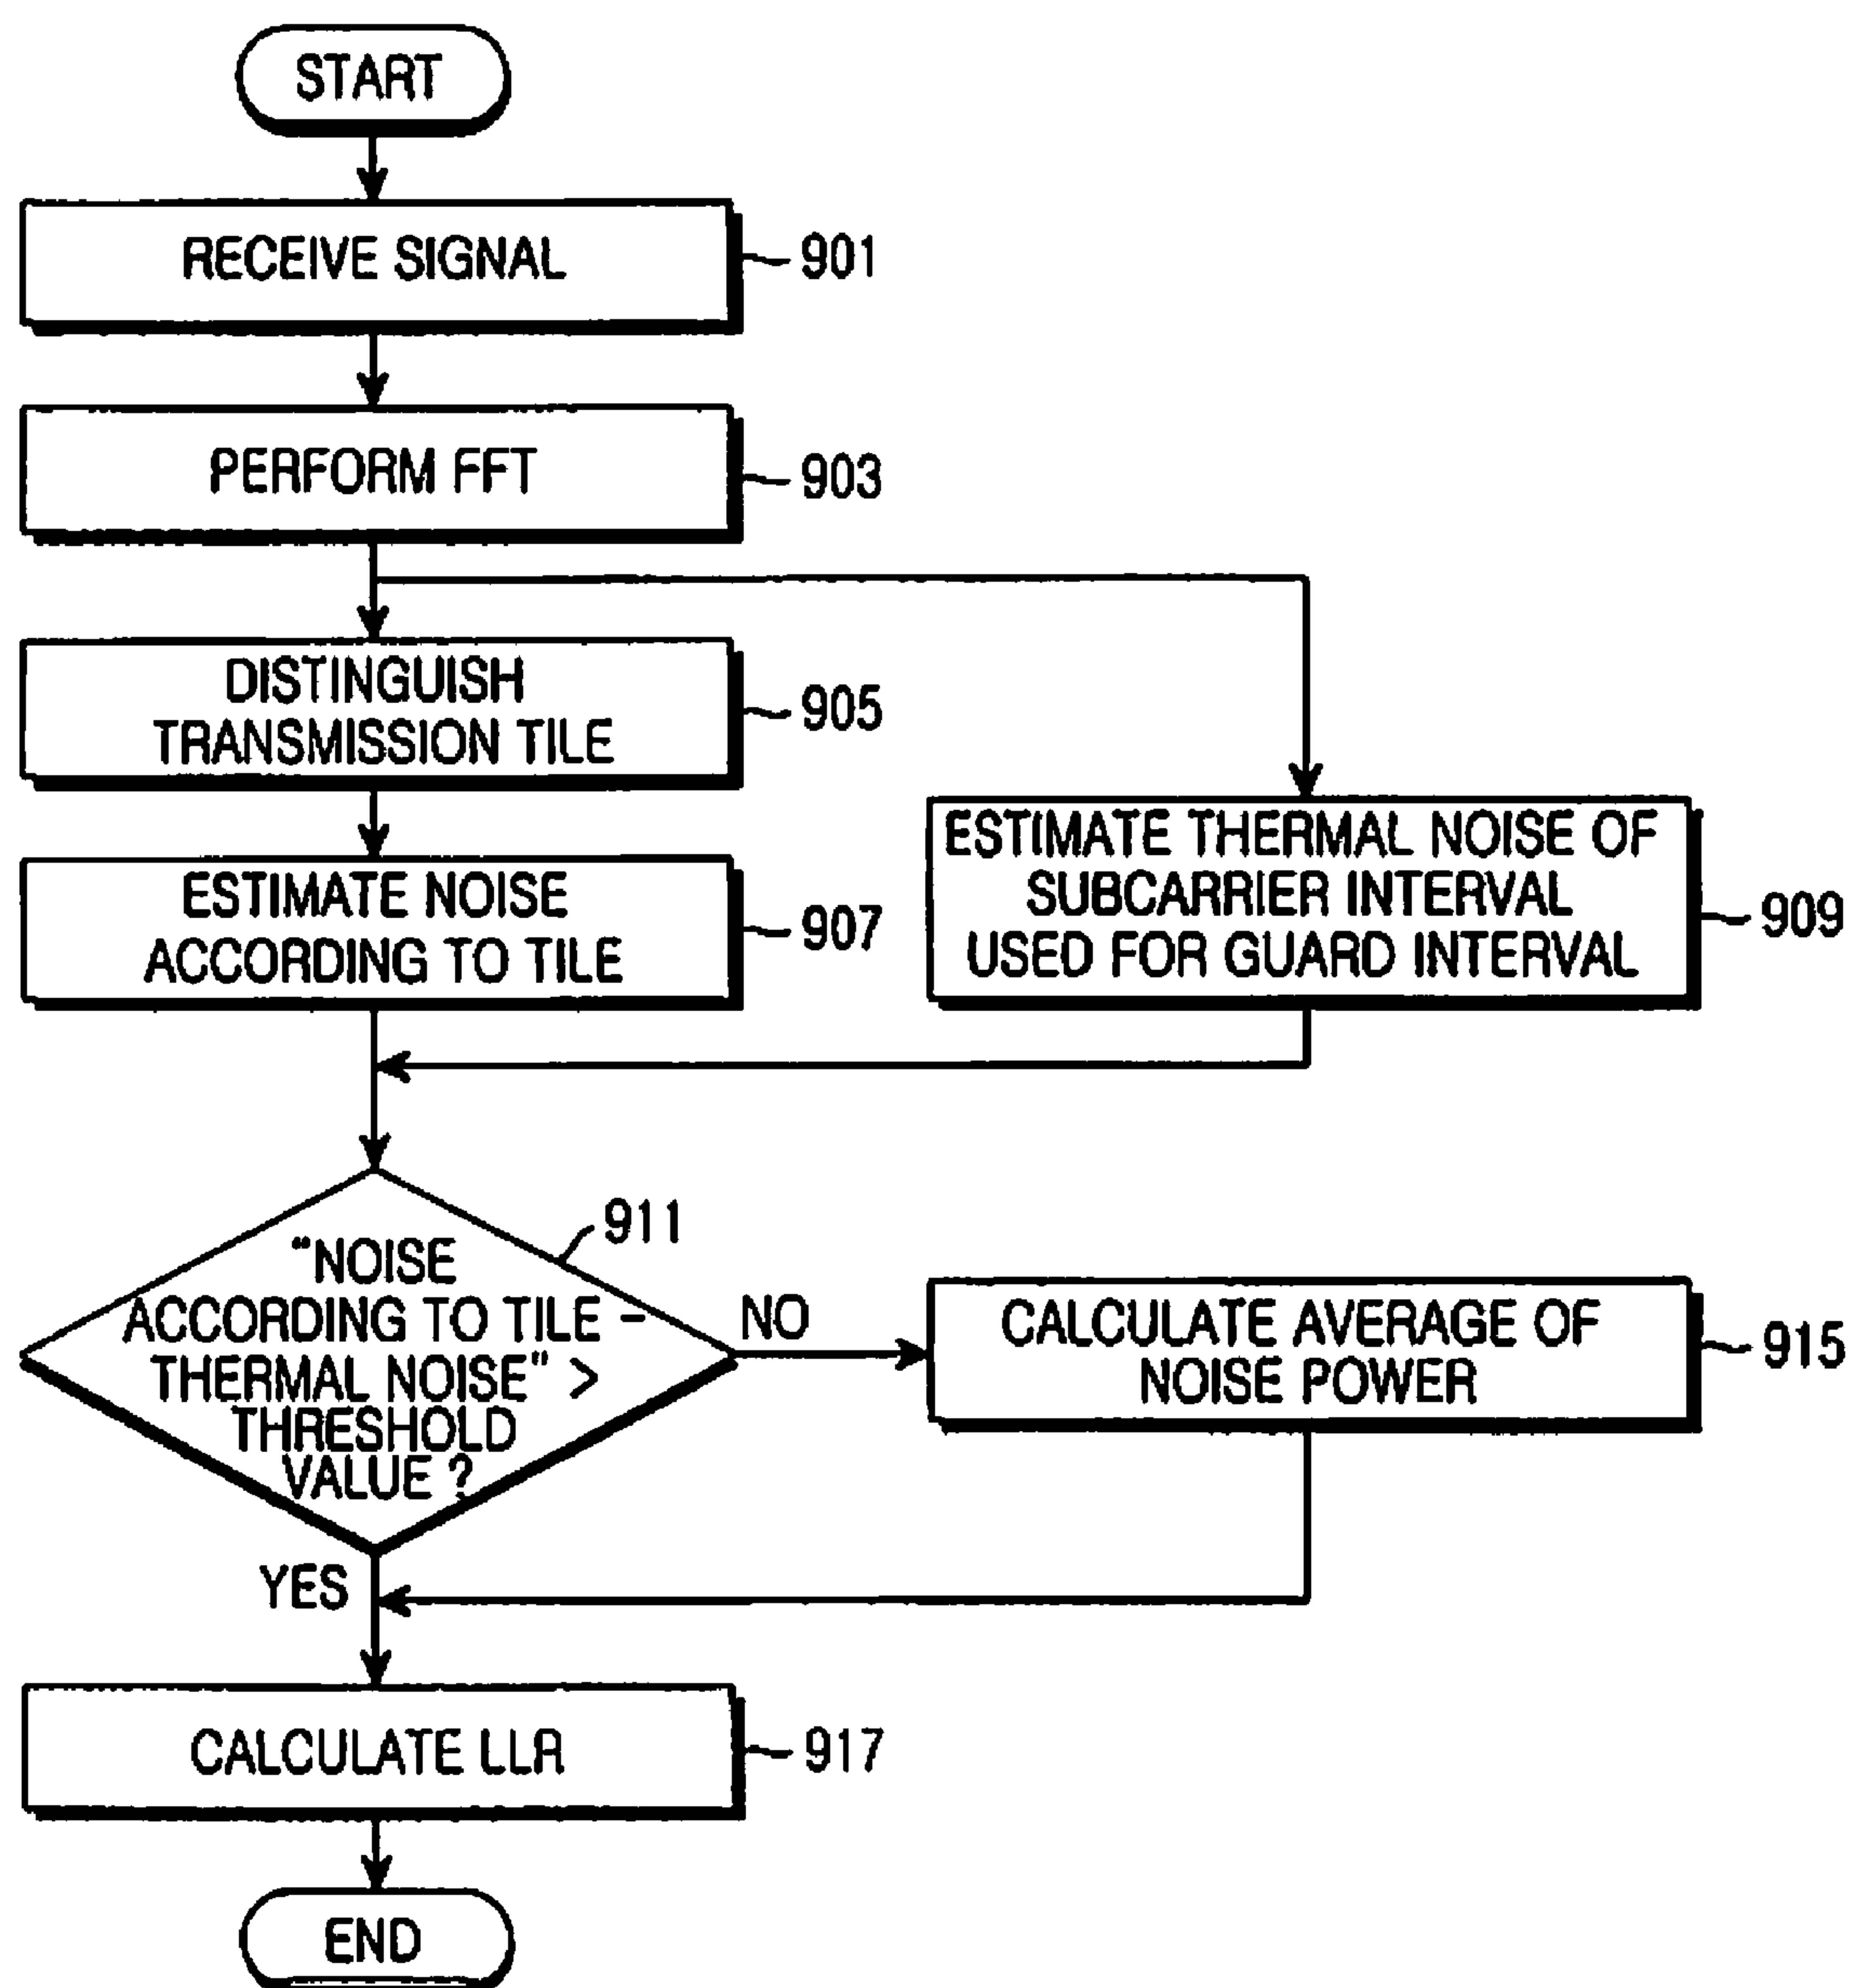 START
RECEIVE SIGNAL
901
PERFORM FFT
903
DISTINGUISH
TRANSMISSION TILE
905
ESTIMATE NOISE
ACCORDING TO TILE
907
ESTIMATE THERMAL NOISE OF
SUBCARRIER INTERVAL
USED FOR GUARD INTERVAL
909
911
"NOISE
ACCORDING TO TILE -
THERMAL NOISE" >
THRESHOLD
VALUE ?
NO
CALCULATE AVERAGE OF
NOISE POWER
915
YES
CALCULATE LLR
917
END